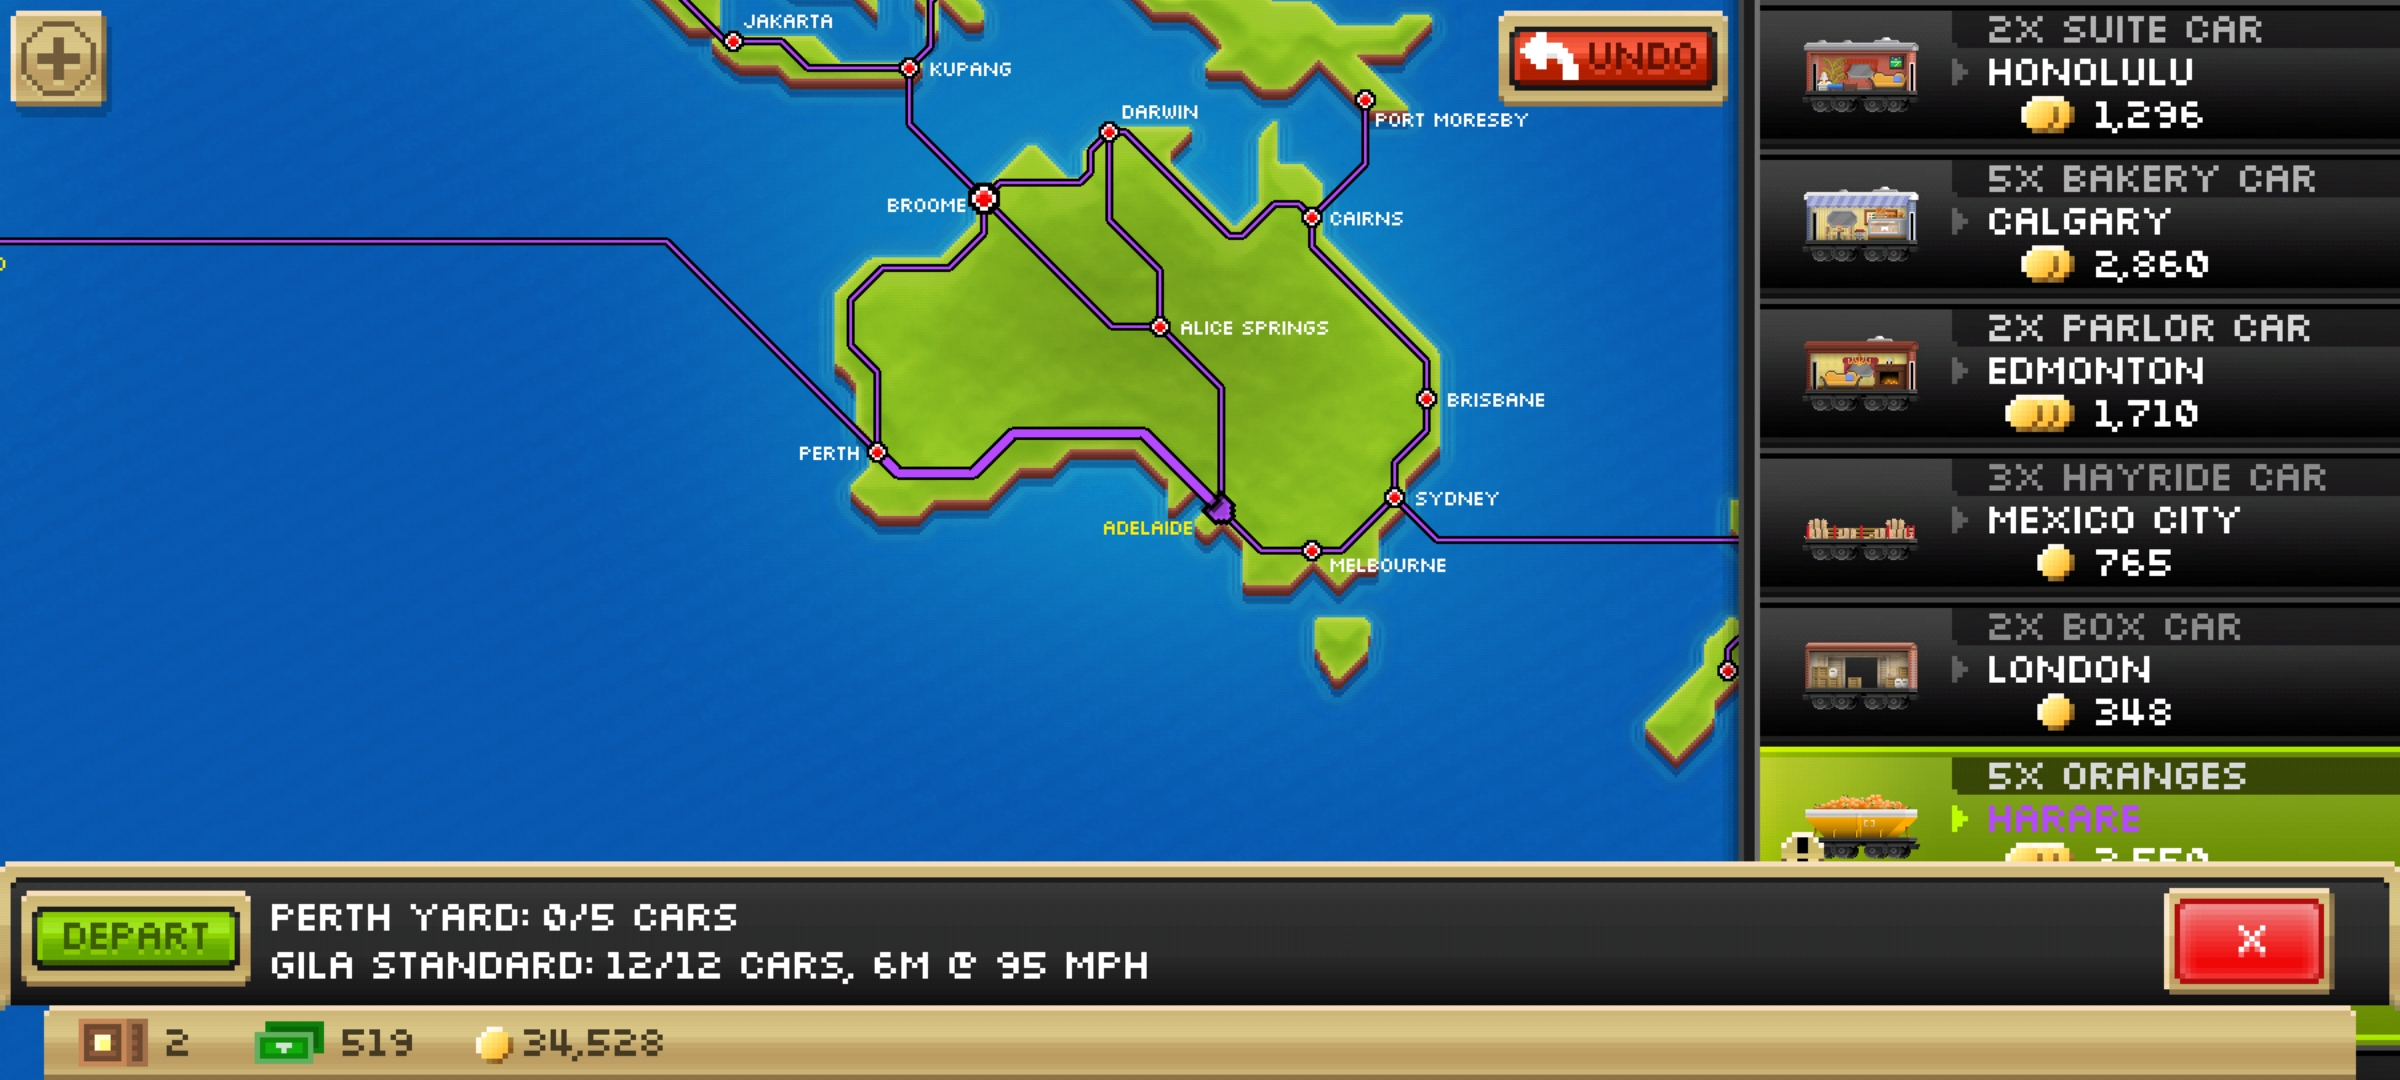 JAKARTA
KUPANG
DARWIN
PORT MORESBY
BROOME
CAIRNS
ALICE SPRINGS
BRISBANE
PERTH
SYDNEY
ADELAIDE
MELBOURNE
UNDO
2X SUITE CAR
HONOLULU
1,296
5X BAKERY CAR
CALGARY
2,860
2X PARLOR CAR
EDMONTON
1,710
3X HAYRIDE CAR
MEXICO CITY
765
2X BOX CAR
LONDON
348
5X ORANGES
HARARE
DEPART
PERTH YARD: 0/5 CARS
GILA STANDARD: 12/12 CARS, 6M @ 95 MPH
X
2
519
34,528